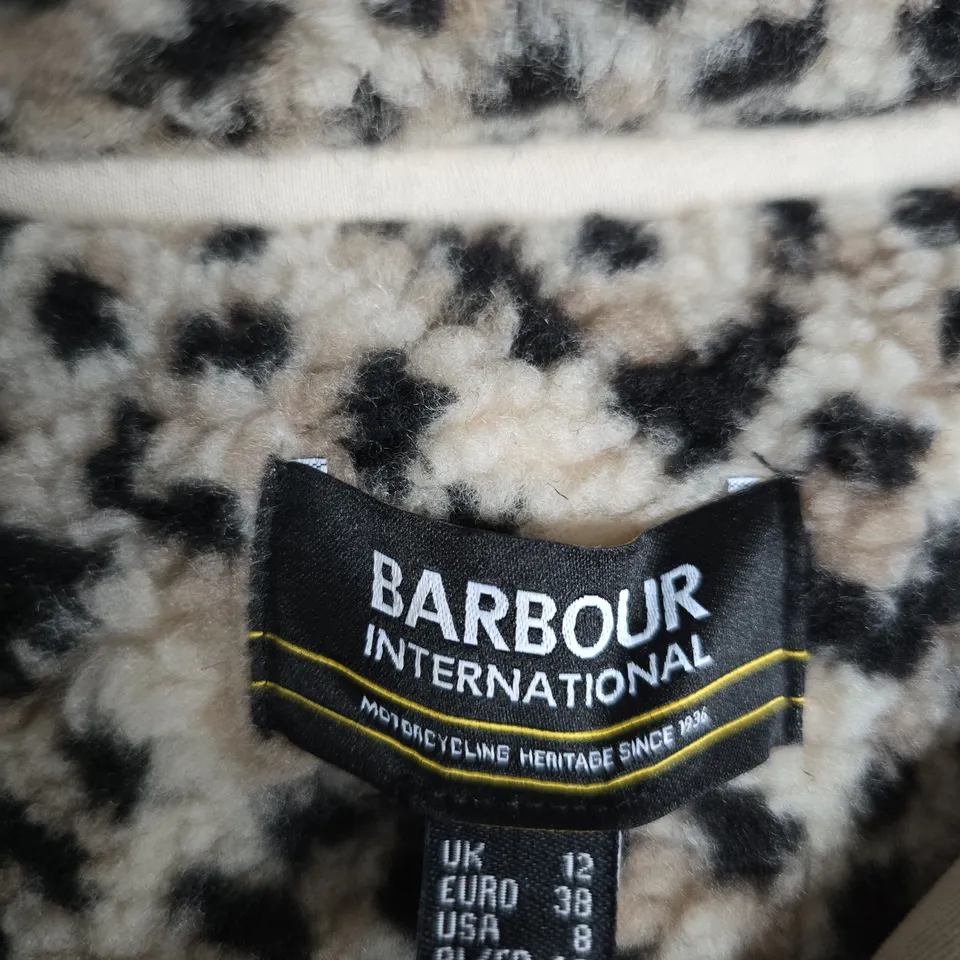 BARBOUR
INTERNATIONAL
MOTORCYCLING HERITAGE SINCE 1936
UK 12
EURO 38
USA 8